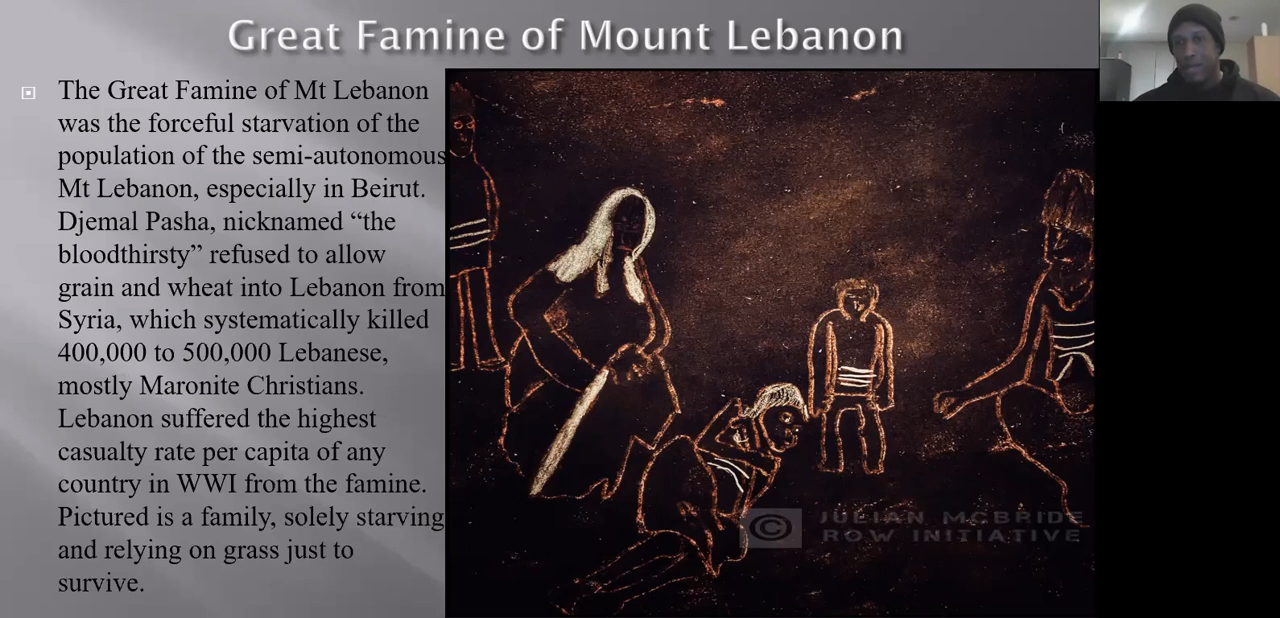 Great Famine of Mount Lebanon
The Great Famine of Mt Lebanon
was the forceful starvation of the
population of the semi-autonomous
Mt Lebanon, especially in Beirut.
Djemal Pasha, nicknamed “the
bloodthirsty” refused to allow
grain and wheat into Lebanon from
Syria, which systematically killed
400,000 to 500,000 Lebanese,
mostly Maronite Christians.
Lebanon suffered the highest
casualty rate per capita of any
country in WWI from the famine.
Pictured is a family, solely starving
and relying on grass just to
survive.
© JULIAN MCBRIDE
ROW INITIATIVE